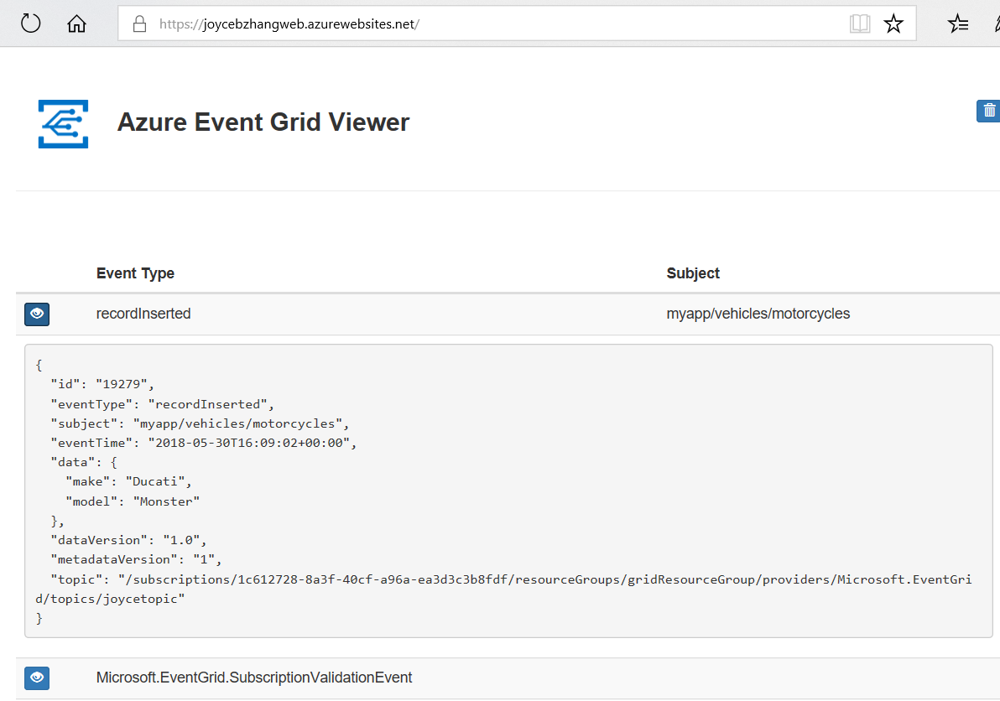 https://joycebzhangweb.azurewebsites.net/
Azure Event Grid Viewer
Event Type Subject
recordInserted myapp/vehicles/motorcycles
{
"id": "19279",
"eventType": "recordInserted",
"subject": "myapp/vehicles/motorcycles",
"eventTime": "2018-05-30T16:09:02+00:00",
"data": {
"make": "Ducati",
"model": "Monster"
},
"dataVersion": "1.0",
"metadataVersion": "1",
"topic": "/subscriptions/1c612728-8a3f-40cf-a96a-ea3d3c3b8fdf/resourceGroups/gridResourceGroup/providers/Microsoft.EventGri
d/topics/joycetopic"
}
Microsoft.EventGrid.SubscriptionValidationEvent